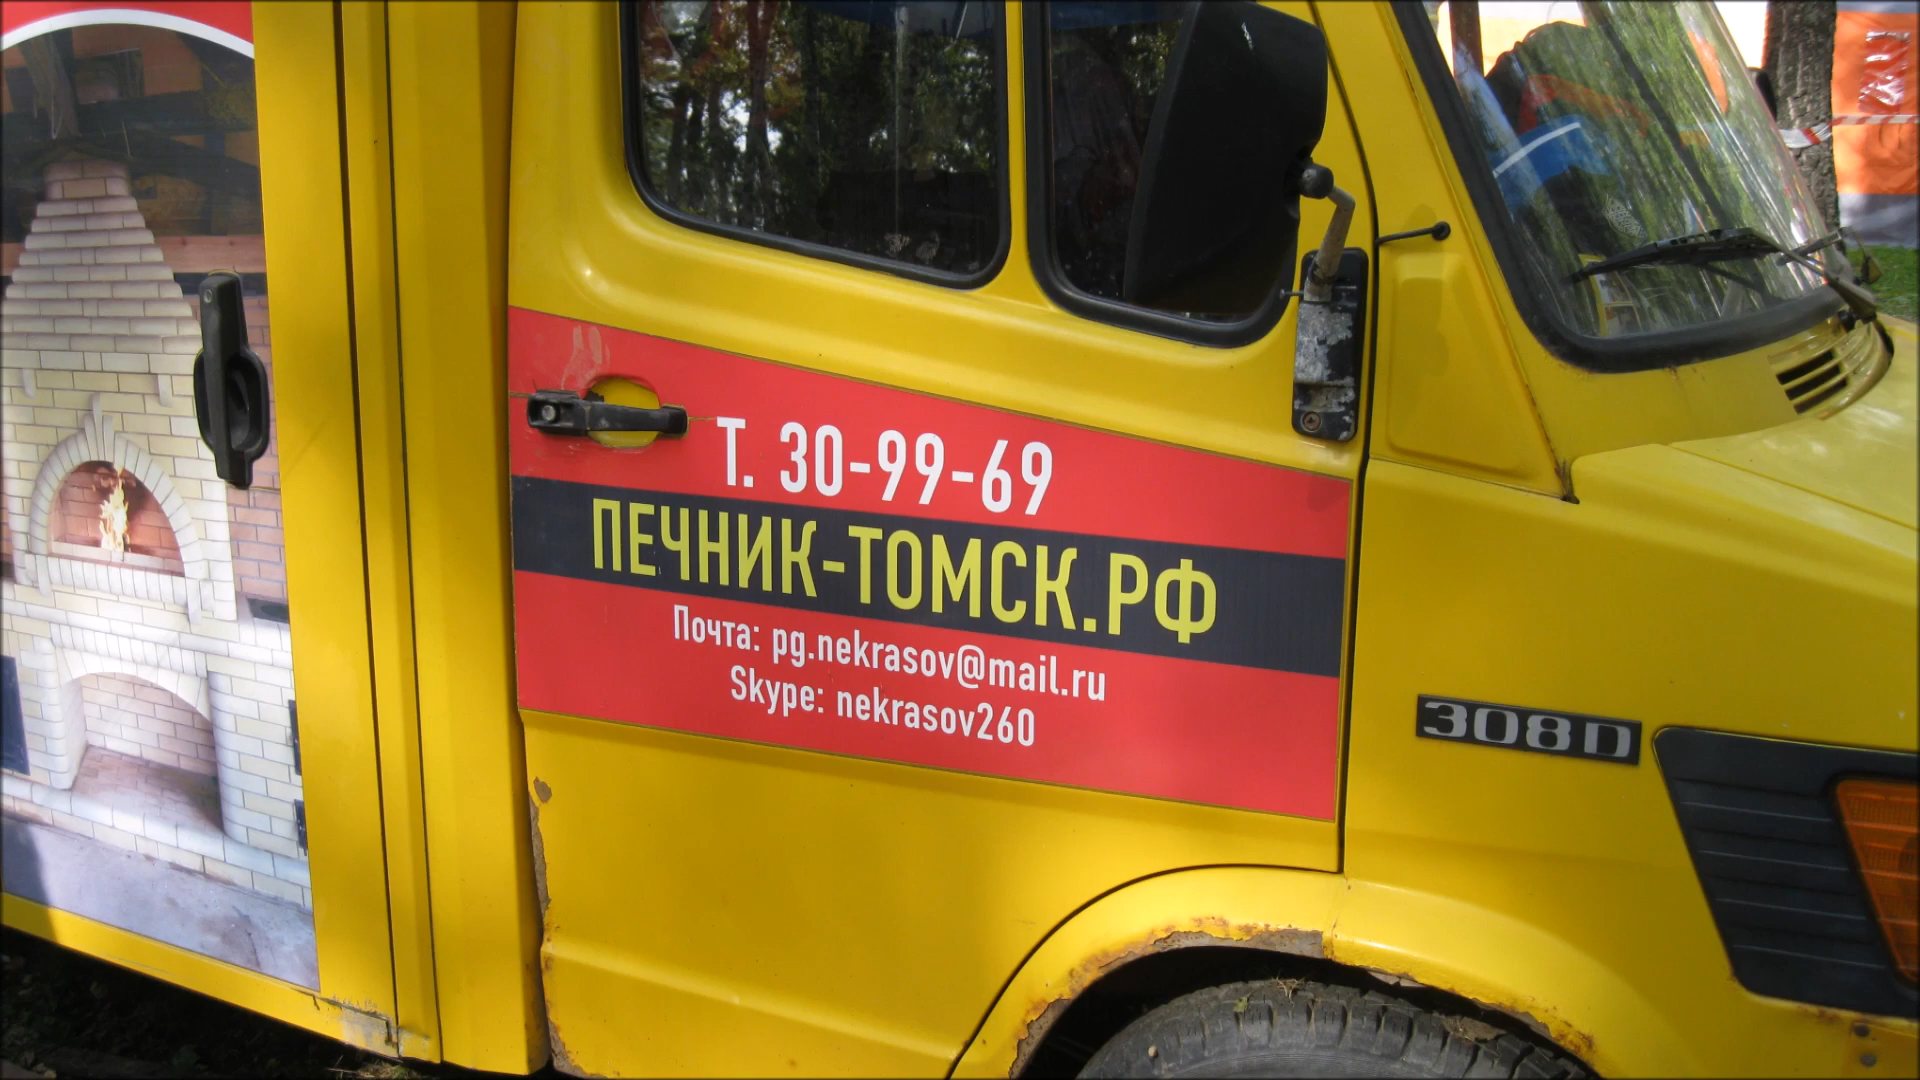 Т. 30-99-69
ПЕЧНИК-ТОМСК.РФ
Почта: pg.nekrasov@mail.ru
Skype: nekrasov260
308D